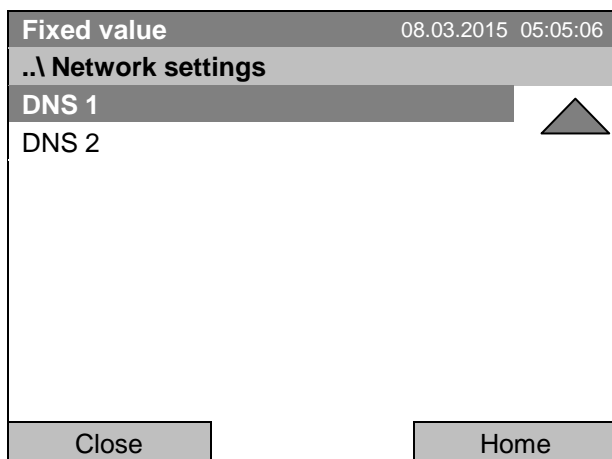 Fixed value 08.03.2015 05:05:06
..\ Network settings
DNS 1
DNS 2
Close Home